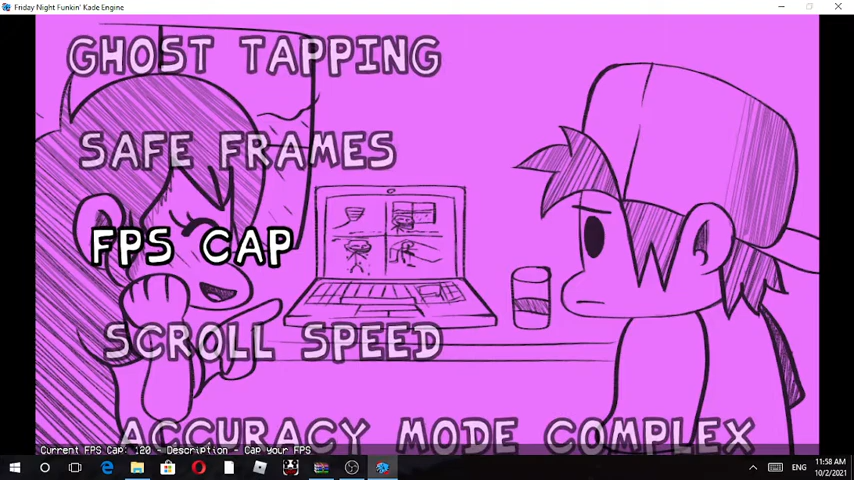 Friday Night Funkin' Kade Engine
GHOST TAPPING
SAFE FRAMES
FPS CAP
SCROLL SPEED
ACCURACY MODE COMPLEX
Current FPS Cap: 120 - Description - Cap your FPS
ENG
11:58 AM
10/2/2021